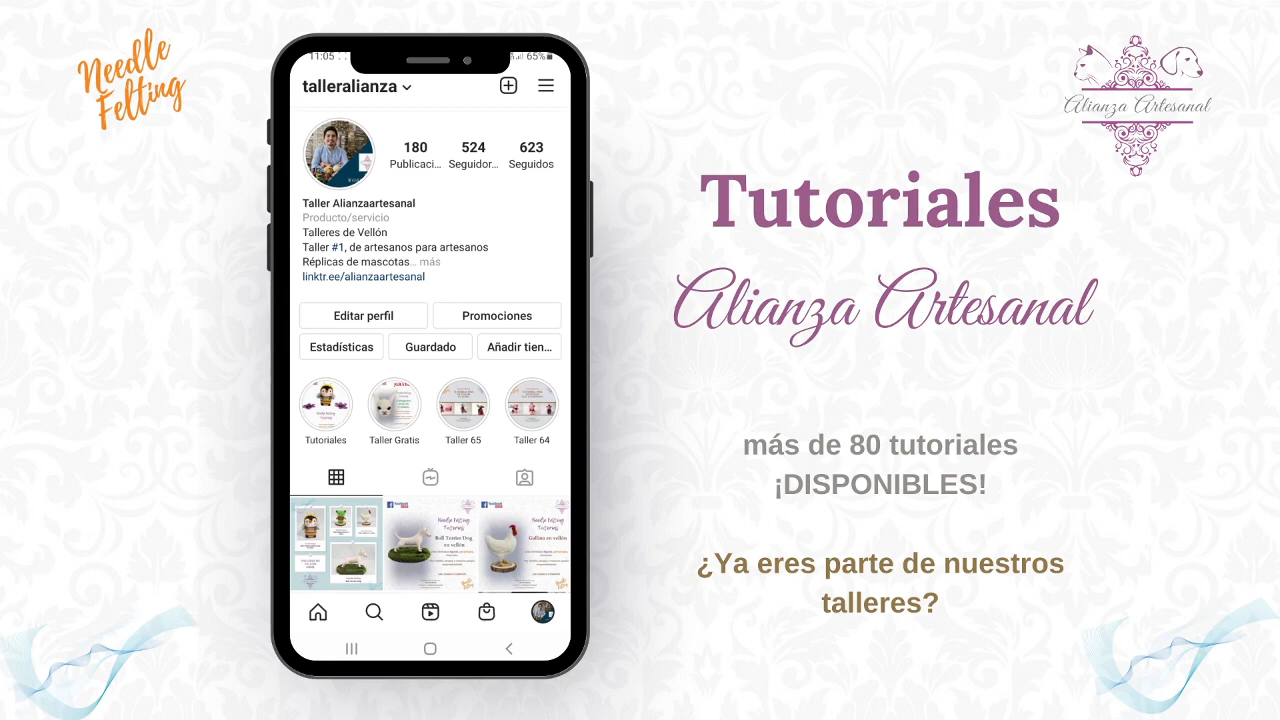 Needle
Felting
11:05
65%
talleralianza
180
524
623
Publicaci...
Seguidor...
Seguidos
Taller Alianzaartesanal
Producto/servicio
Talleres de Vellón
Taller #1, de artesanos para artesanos
Réplicas de mascotas... más
linktr.ee/alianzaartesanal
Editar perfil
Promociones
Estadísticas
Guardado
Añadir tien...
Tutoriales
Taller Gratis
Taller 65
Taller 64
Needle Felting
Tutorias
Bull Terrier Dog
en vellón
Needle Felting
Tutorias
Gallina en vellón
Alianza Artesanal
Tutoriales
Alianza Artesanal
más de 80 tutoriales
¡DISPONIBLES!
¿Ya eres parte de nuestros
talleres?